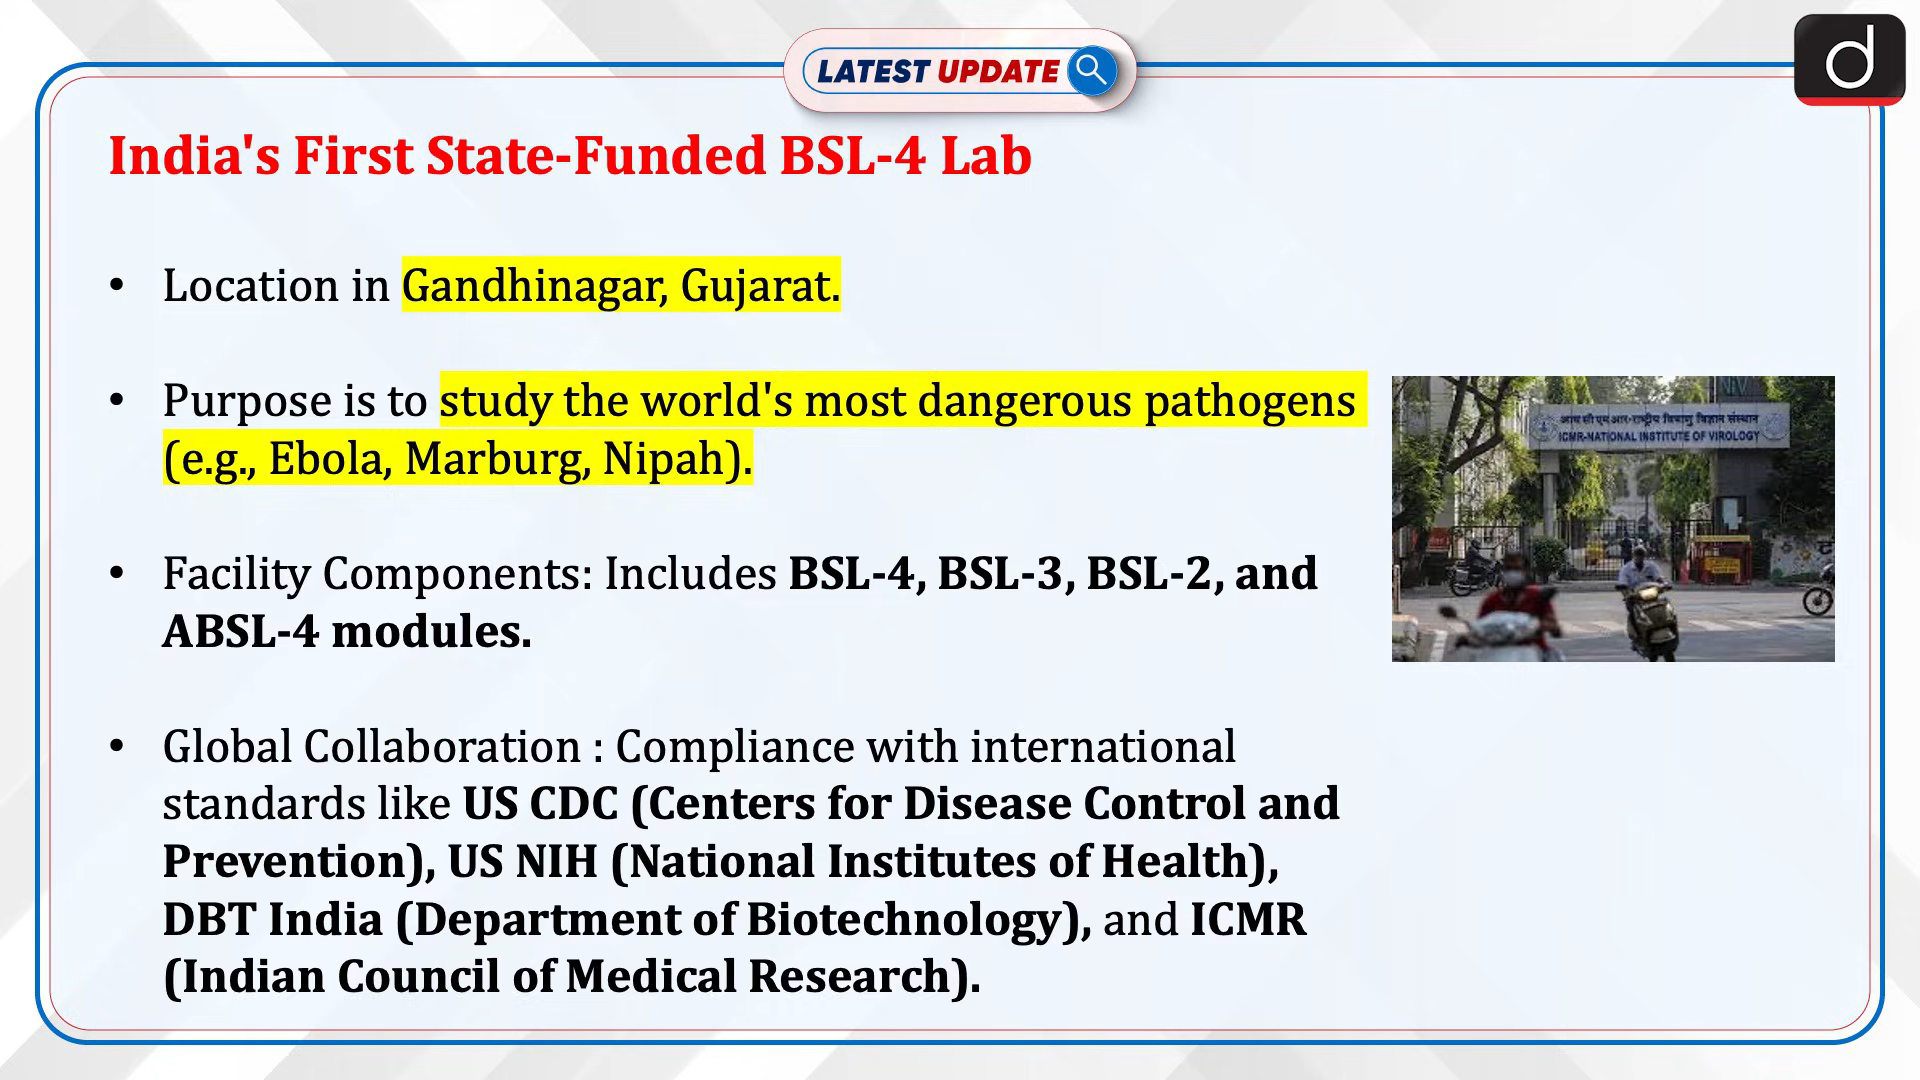 LATEST UPDATE
d
India's First State-Funded BSL-4 Lab
• Location in Gandhinagar, Gujarat.
• Purpose is to study the world's most dangerous pathogens
(e.g., Ebola, Marburg, Nipah).
आय सी एम आर-राष्ट्रीय विषाणु विज्ञान संस्थान
ICMR-NATIONAL INSTITUTE OF VIROLOGY
• Facility Components: Includes BSL-4, BSL-3, BSL-2, and
ABSL-4 modules.
• Global Collaboration : Compliance with international
standards like US CDC (Centers for Disease Control and
Prevention), US NIH (National Institutes of Health),
DBT India (Department of Biotechnology), and ICMR
(Indian Council of Medical Research).